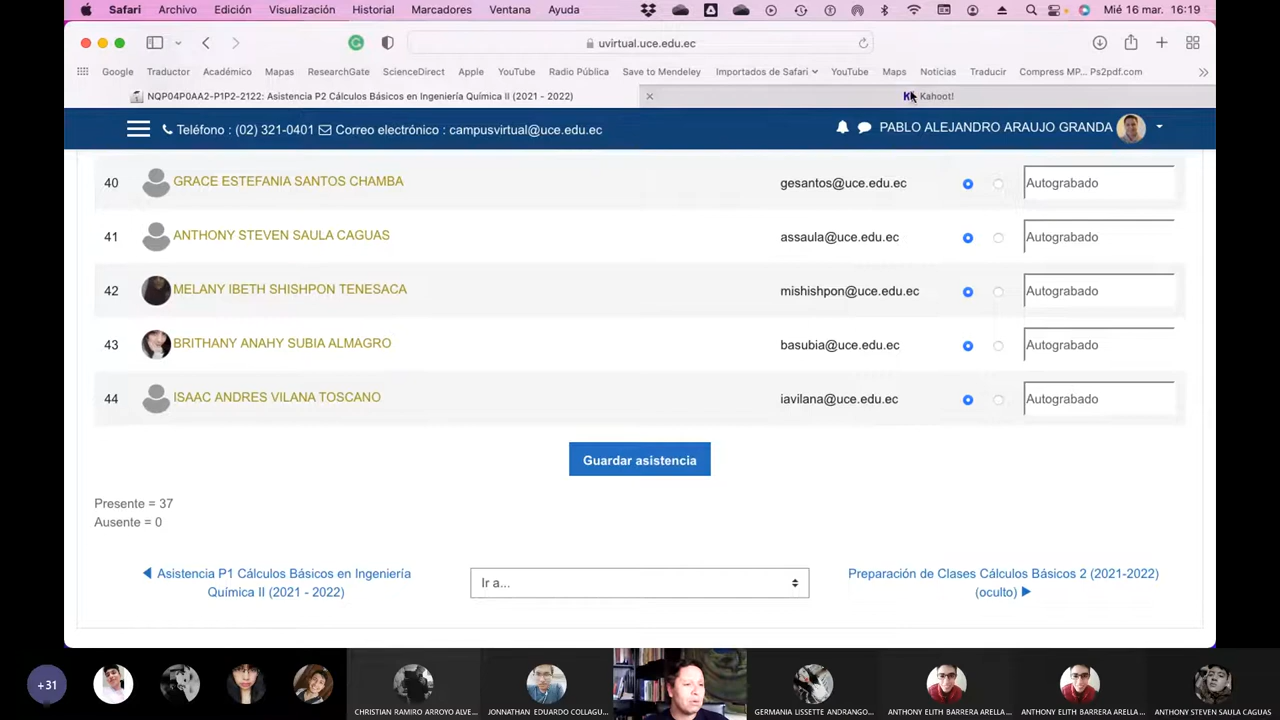 Safari Archivo Edición Visualización Historial Marcadores Ventana Ayuda Mié 16 mar. 16:19
uvirtual.uce.edu.ec
Google Traductor Académico Mapas ResearchGate ScienceDirect Apple YouTube Radio Pública Save to Mendeley Importados de Safari YouTube Maps Noticias Traducir Compress MP... Ps2pdf.com
NQP04P0AA2-P1P2-2122: Asistencia P2 Cálculos Básicos en Ingeniería Química II (2021 - 2022) Kahoot!
Teléfono : (02) 321-0401 Correo electrónico : campusvirtual@uce.edu.ec PABLO ALEJANDRO ARAUJO GRANDA
40 GRACE ESTEFANIA SANTOS CHAMBA gesantos@uce.edu.ec Autograbado
41 ANTHONY STEVEN SAULA CAGUAS assaula@uce.edu.ec Autograbado
42 MELANY IBETH SHISHPON TENESACA mishishpon@uce.edu.ec Autograbado
43 BRITHANY ANAHY SUBIA ALMAGRO basubia@uce.edu.ec Autograbado
44 ISAAC ANDRES VILANA TOSCANO iavilana@uce.edu.ec Autograbado
Guardar asistencia
Presente = 37
Ausente = 0
Asistencia P1 Cálculos Básicos en Ingeniería
Química II (2021 - 2022)
Ir a...
Preparación de Clases Cálculos Básicos 2 (2021-2022)
(oculto)
+31
CHRISTIAN RAMIRO ARROYO ALVE... JONNATHAN EDUARDO COLLAGU... GERMANIA LISSETTE ANDRANGO... ANTHONY ELITH BARRERA ARELLA... ANTHONY ELITH BARRERA ARELL... ANTHONY STEVEN SAULA CAGUAS